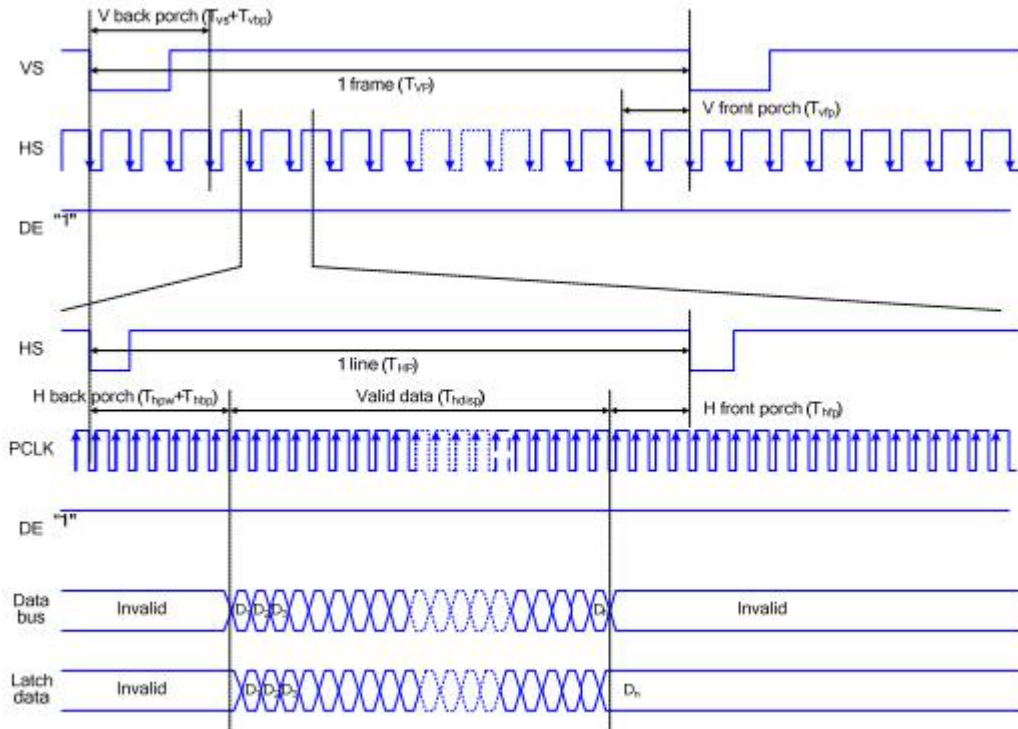 V back porch (Tvs+Tvbp)
VS
1 frame (TVP)
V front porch (Tvfp)
HS
DE "1"
HS
1 line (THP)
H back porch (Thpw+Thbp)
Valid data (Thdisp)
H front porch (Thfp)
PCLK
DE "1"
Data bus
Invalid
D2
D3
Invalid
Latch data
Invalid
Dn